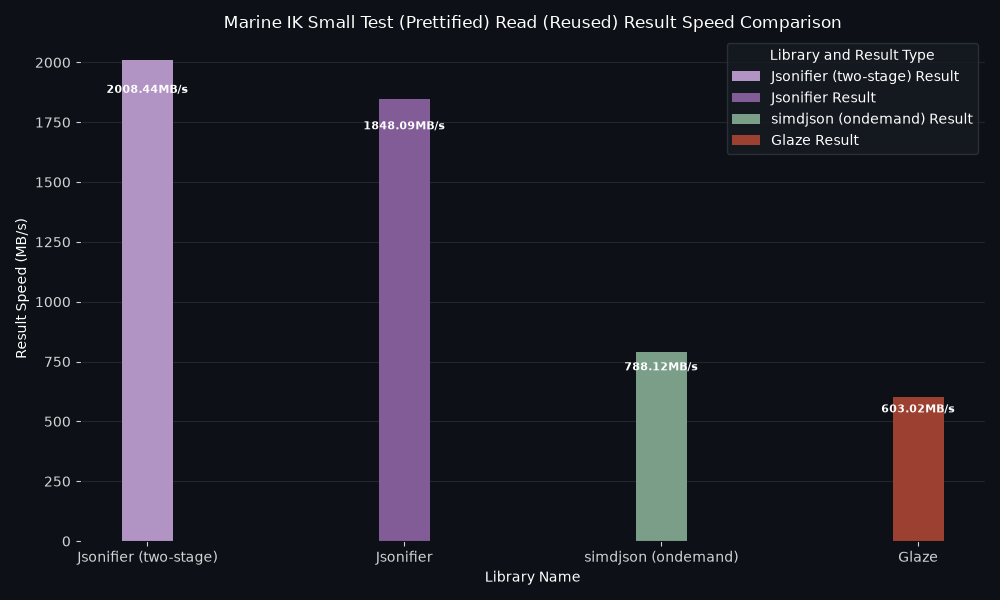 Marine IK Small Test (Prettified) Read (Reused) Result Speed Comparison
Library and Result Type
Jsonifier (two-stage) Result
Jsonifier Result
simdjson (ondemand) Result
Glaze Result
Result Speed (MB/s)
2000
1750
1500
1250
1000
750
500
250
0
2008.44MB/s
1848.09MB/s
788.12MB/s
603.02MB/s
Jsonifier (two-stage)
Jsonifier
simdjson (ondemand)
Glaze
Library Name